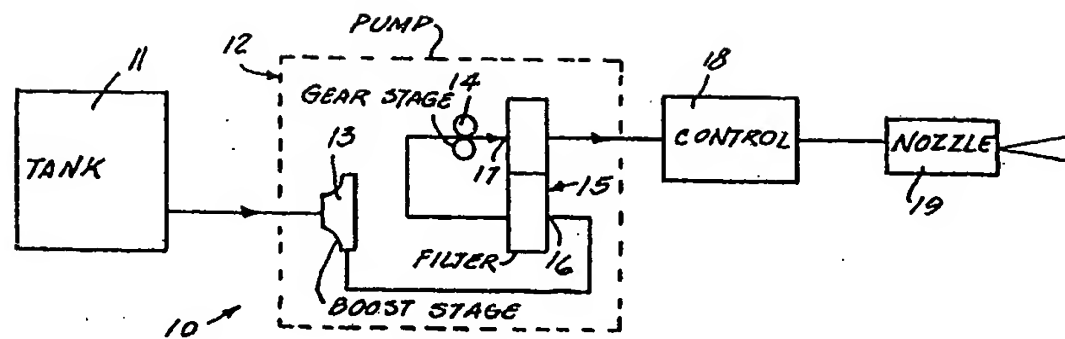 PUMP
12
11
18
14
GEAR STAGE
13
TANK
17
CONTROL
NOZZLE
15
19
FILTER
16
BOOST STAGE
10